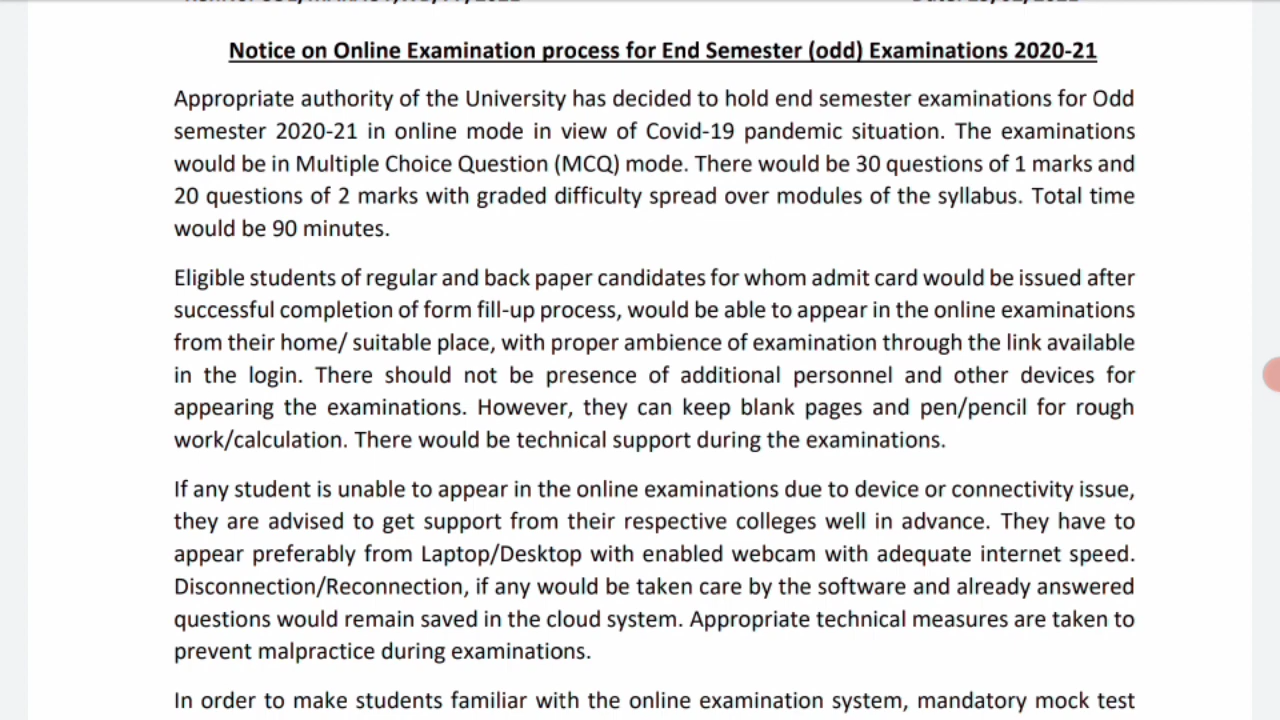 Notice on Online Examination process for End Semester (odd) Examinations 2020-21
Appropriate authority of the University has decided to hold end semester examinations for Odd
semester 2020-21 in online mode in view of Covid-19 pandemic situation. The examinations
would be in Multiple Choice Question (MCQ) mode. There would be 30 questions of 1 marks and
20 questions of 2 marks with graded difficulty spread over modules of the syllabus. Total time
would be 90 minutes.
Eligible students of regular and back paper candidates for whom admit card would be issued after
successful completion of form fill-up process, would be able to appear in the online examinations
from their home/ suitable place, with proper ambience of examination through the link available
in the login. There should not be presence of additional personnel and other devices for
appearing the examinations. However, they can keep blank pages and pen/pencil for rough
work/calculation. There would be technical support during the examinations.
If any student is unable to appear in the online examinations due to device or connectivity issue,
they are advised to get support from their respective colleges well in advance. They have to
appear preferably from Laptop/Desktop with enabled webcam with adequate internet speed.
Disconnection/Reconnection, if any would be taken care by the software and already answered
questions would remain saved in the cloud system. Appropriate technical measures are taken to
prevent malpractice during examinations.
In order to make students familiar with the online examination system, mandatory mock test